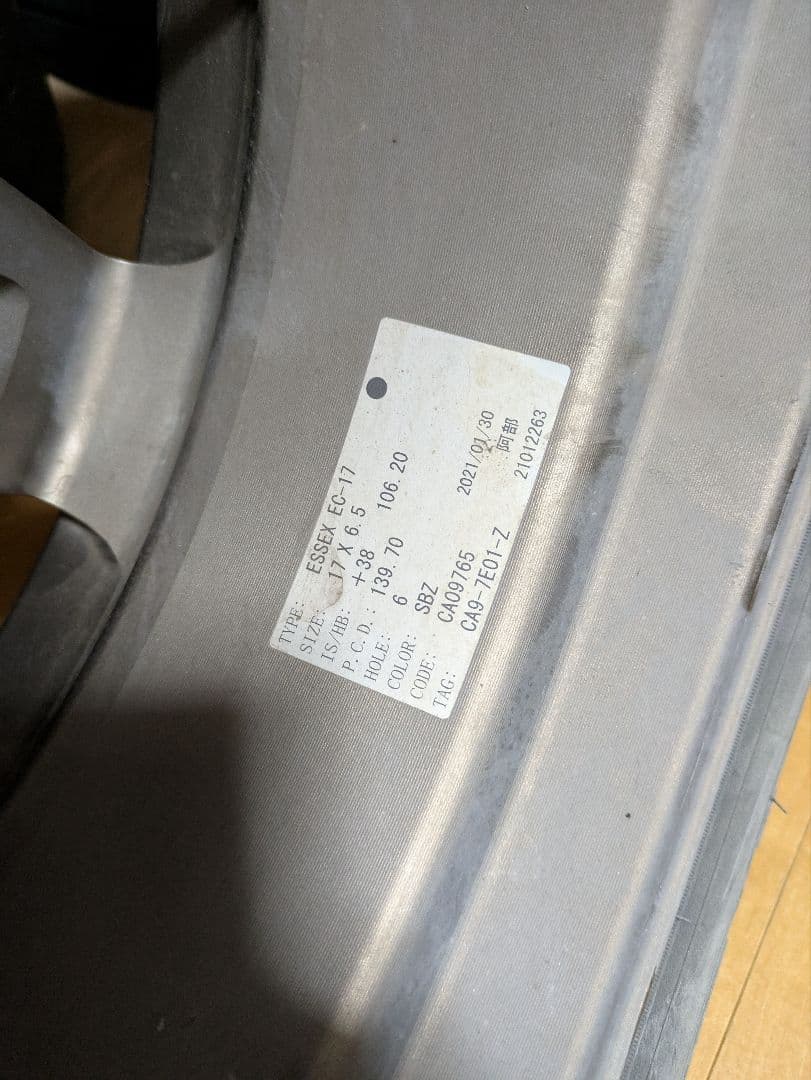 TYPE: ESSEX EC-17
SIZE: 17 X 6.5
IS/HB: +38 106.20
P.C.D.: 139.70
HOLE: 6
COLOR: SBZ 2021/01/30
CODE: CA09765 阿部
TAG: CA9-7E01-Z 21012263